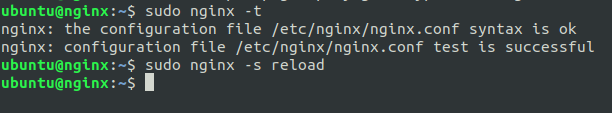 ubuntu@nginx:~$ sudo nginx -t
nginx: the configuration file /etc/nginx/nginx.conf syntax is ok
nginx: configuration file /etc/nginx/nginx.conf test is successful
ubuntu@nginx:~$ sudo nginx -s reload
ubuntu@nginx:~$